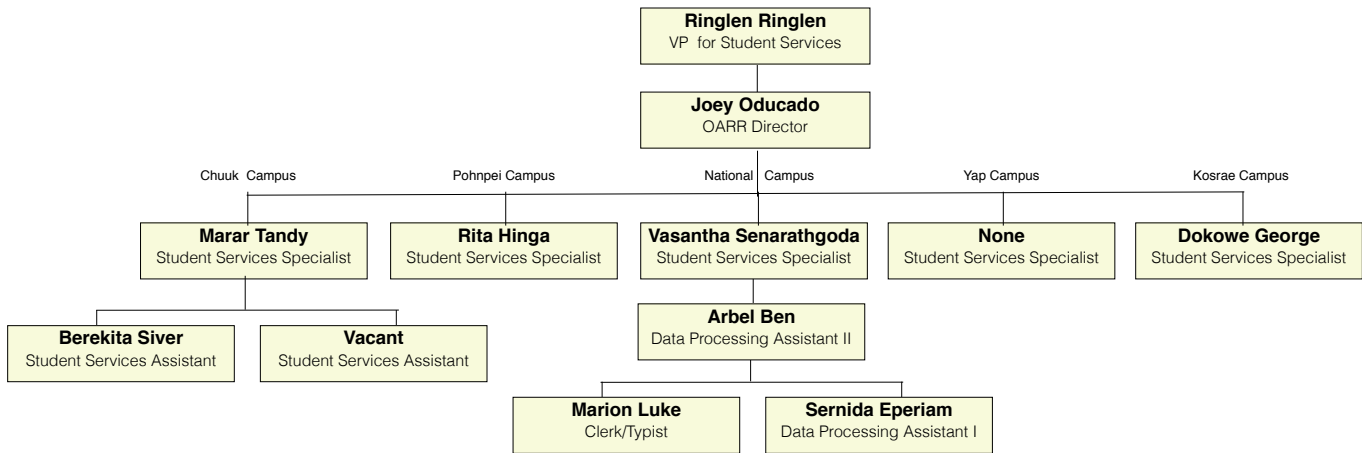 Ringlen Ringlen
VP for Student Services
Joey Oducado
OARR Director
Chuuk Campus
Pohnpei Campus
National Campus
Yap Campus
Kosrae Campus
Marar Tandy
Student Services Specialist
Rita Hinga
Student Services Specialist
Vasantha Senarathgoda
Student Services Specialist
None
Student Services Specialist
Dokowe George
Student Services Specialist
Berekita Siver
Student Services Assistant
Vacant
Student Services Assistant
Arbel Ben
Data Processing Assistant II
Marion Luke
Clerk/Typist
Sernida Eperiam
Data Processing Assistant I